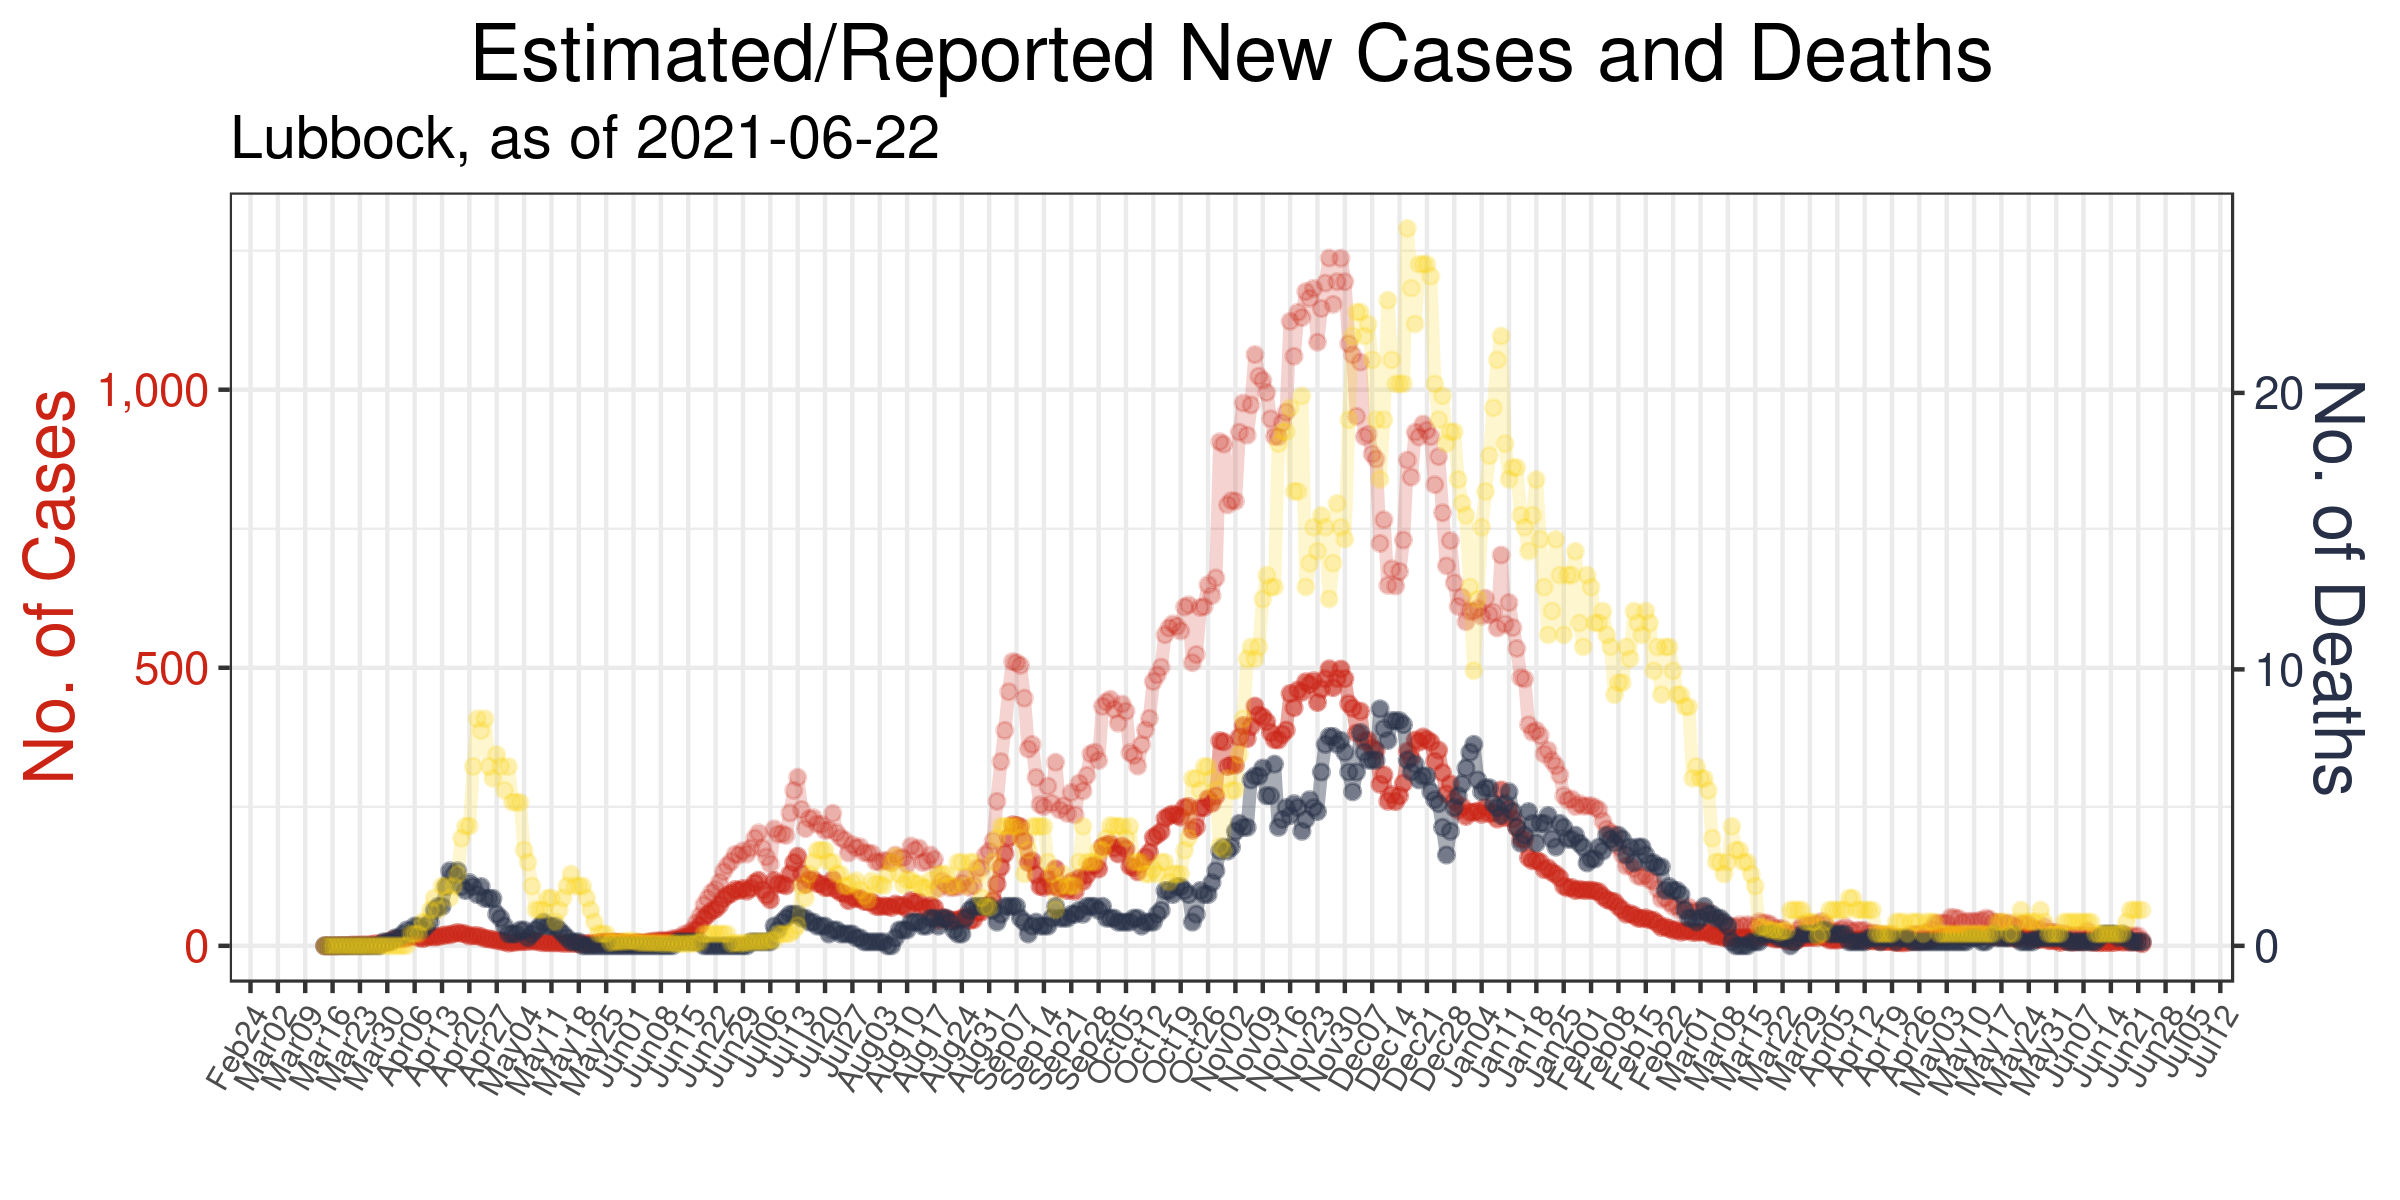 Estimated/Reported New Cases and Deaths
Lubbock, as of 2021-06-22
No. of Cases
1,000
500
0
No. of Deaths
20
10
0
Feb24
Mar02
Mar09
Mar16
Mar23
Mar30
Apr06
Apr13
Apr20
Apr27
May04
May11
May18
May25
Jun01
Jun08
Jun15
Jun22
Jun29
Jul06
Jul13
Jul20
Jul27
Aug03
Aug10
Aug17
Aug24
Aug31
Sep07
Sep14
Sep21
Sep28
Oct05
Oct12
Oct19
Oct26
Nov02
Nov09
Nov16
Nov23
Nov30
Dec07
Dec14
Dec21
Dec28
Jan04
Jan11
Jan18
Jan25
Feb01
Feb08
Feb15
Feb22
Mar01
Mar08
Mar15
Mar22
Mar29
Apr05
Apr12
Apr19
Apr26
May03
May10
May17
May24
May31
Jun07
Jun14
Jun21
Jun28
Jul05
Jul12